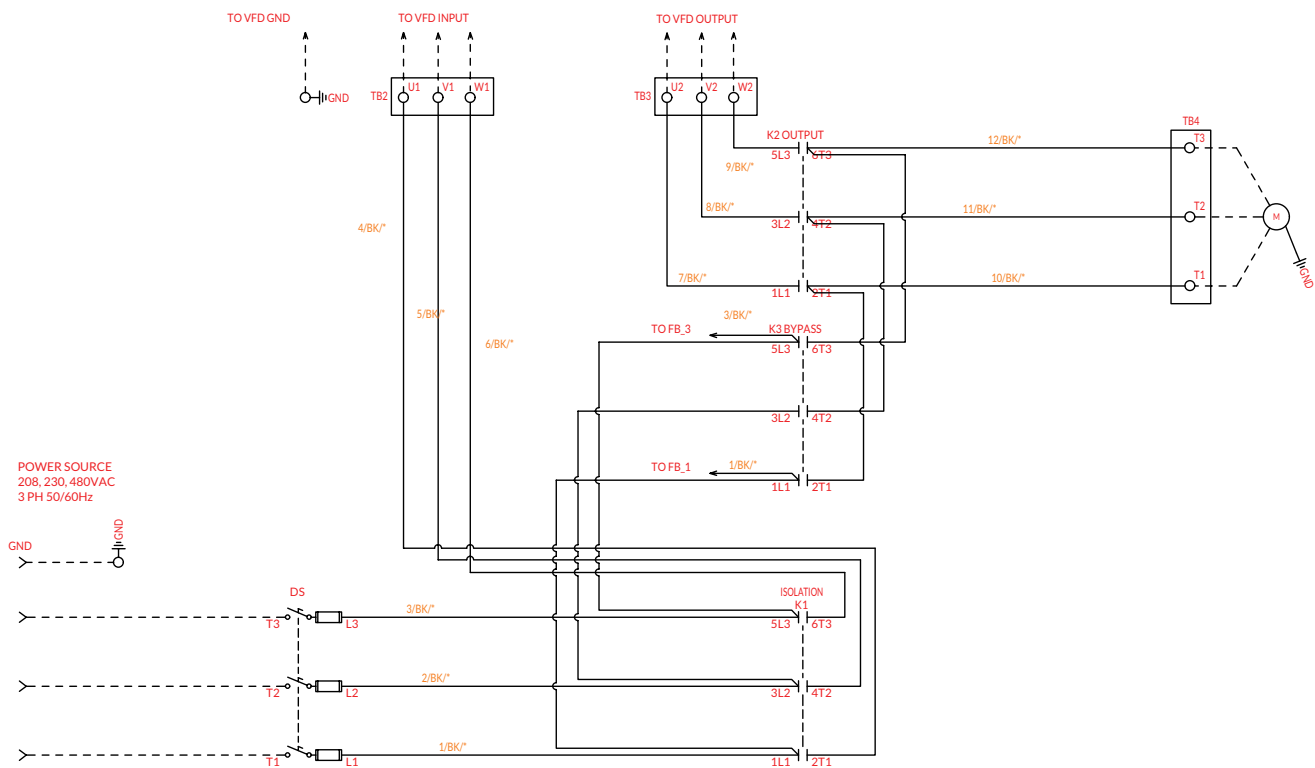 TO VFD GND
TO VFD INPUT
TO VFD OUTPUT
GND
TB2
U1
V1
W1
TB3
U2
V2
W2
K2 OUTPUT
5L3
6T3
9/BK/*
12/BK/*
TB4
T3
4/BK/*
8/BK/*
3L2
4T2
11/BK/*
T2
M
7/BK/*
1L1
2T1
10/BK/*
T1
GND
5/BK/*
6/BK/*
3/BK/*
TO FB_3
K3 BYPASS
5L3
6T3
3L2
4T2
TO FB_1
1/BK/*
1L1
2T1
POWER SOURCE
208, 230, 480VAC
3 PH 50/60Hz
GND
GND
DS
ISOLATION
K1
T3
L3
3/BK/*
5L3
6T3
T2
L2
2/BK/*
3L2
4T2
T1
L1
1/BK/*
1L1
2T1